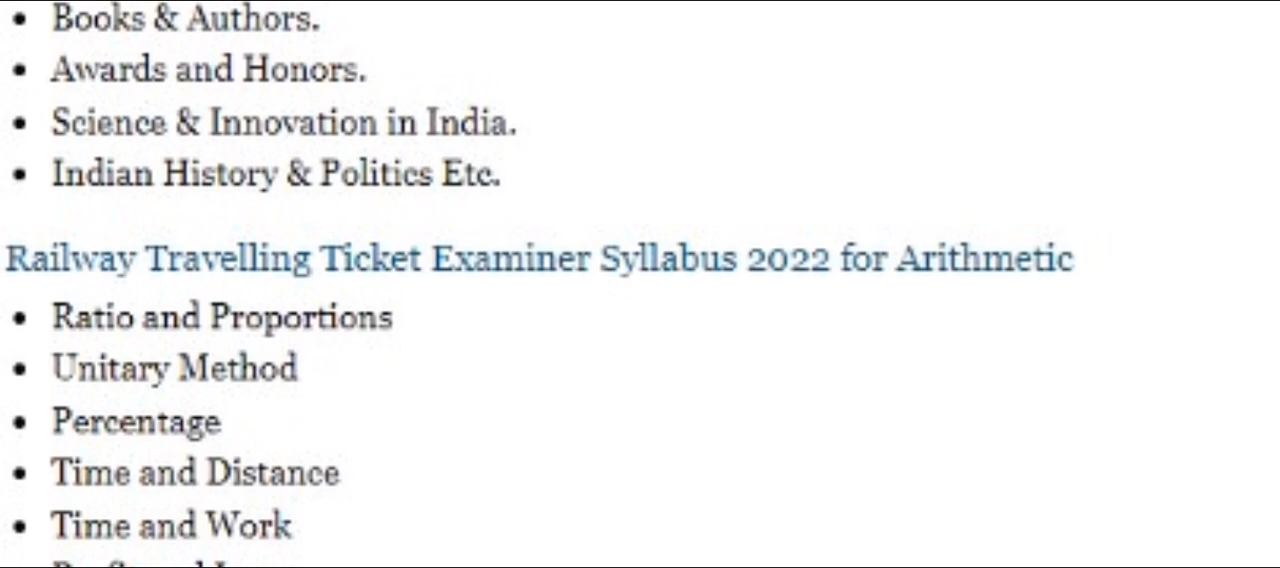 Books & Authors.
Awards and Honors.
Science & Innovation in India.
Indian History & Politics Etc.
Railway Travelling Ticket Examiner Syllabus 2022 for Arithmetic
Ratio and Proportions
Unitary Method
Percentage
Time and Distance
Time and Work